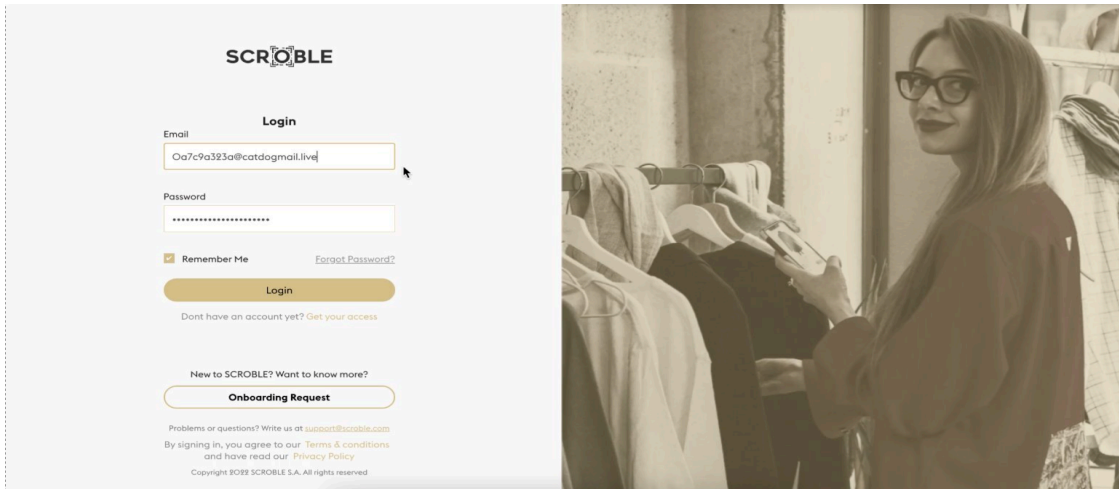 SCROBLE
Login
Email
0a7c9a323a@catdogmail.live
Password
••••••••••••••••••••••
Remember Me
Forgot Password?
Login
Dont have an account yet? Get your access
New to SCROBLE? Want to know more?
Onboarding Request
Problems or questions? Write us at support@scroble.com
By signing in, you agree to our Terms & conditions
and have read our Privacy Policy
Copyright 2022 SCROBLE S.A. All rights reserved